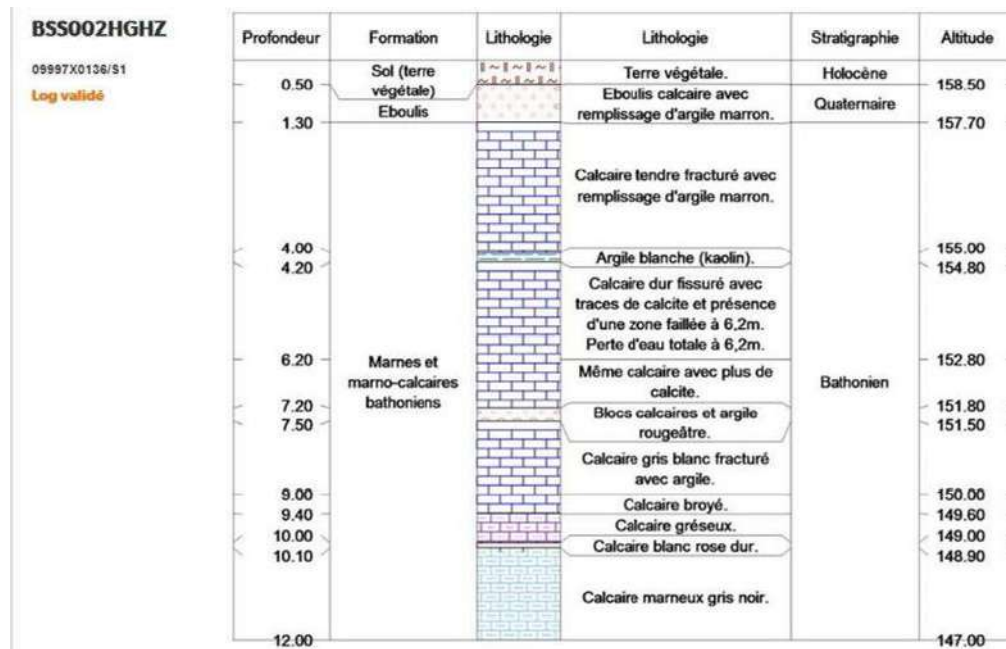 BSS002HGHZ
09997X0136/S1
Log validé
Profondeur Formation Lithologie Lithologie Stratigraphie Altitude
Sol (terre
végétale)
Terre végétale.
Holocène
0.50
158.50
Eboulis
Eboulis calcaire avec
remplissage d'argile marron.
Quaternaire
1.30
157.70
Calcaire tendre fracturé avec
remplissage d'argile marron.
4.00
155.00
Argile blanche (kaolin).
4.20
154.80
Calcaire dur fissuré avec
traces de calcite et présence
d'une zone faillée à 6,2m.
Perte d'eau totale à 6,2m.
6.20
152.80
Marnes et
marno-calcaires
bathoniens
Même calcaire avec plus de
calcite.
Bathonien
7.20
151.80
Blocs calcaires et argile
rougeâtre.
7.50
151.50
Calcaire gris blanc fracturé
avec argile.
9.00
150.00
Calcaire broyé.
9.40
149.60
Calcaire gréseux.
10.00
149.00
Calcaire blanc rose dur.
10.10
148.90
Calcaire marneux gris noir.
12.00
147.00